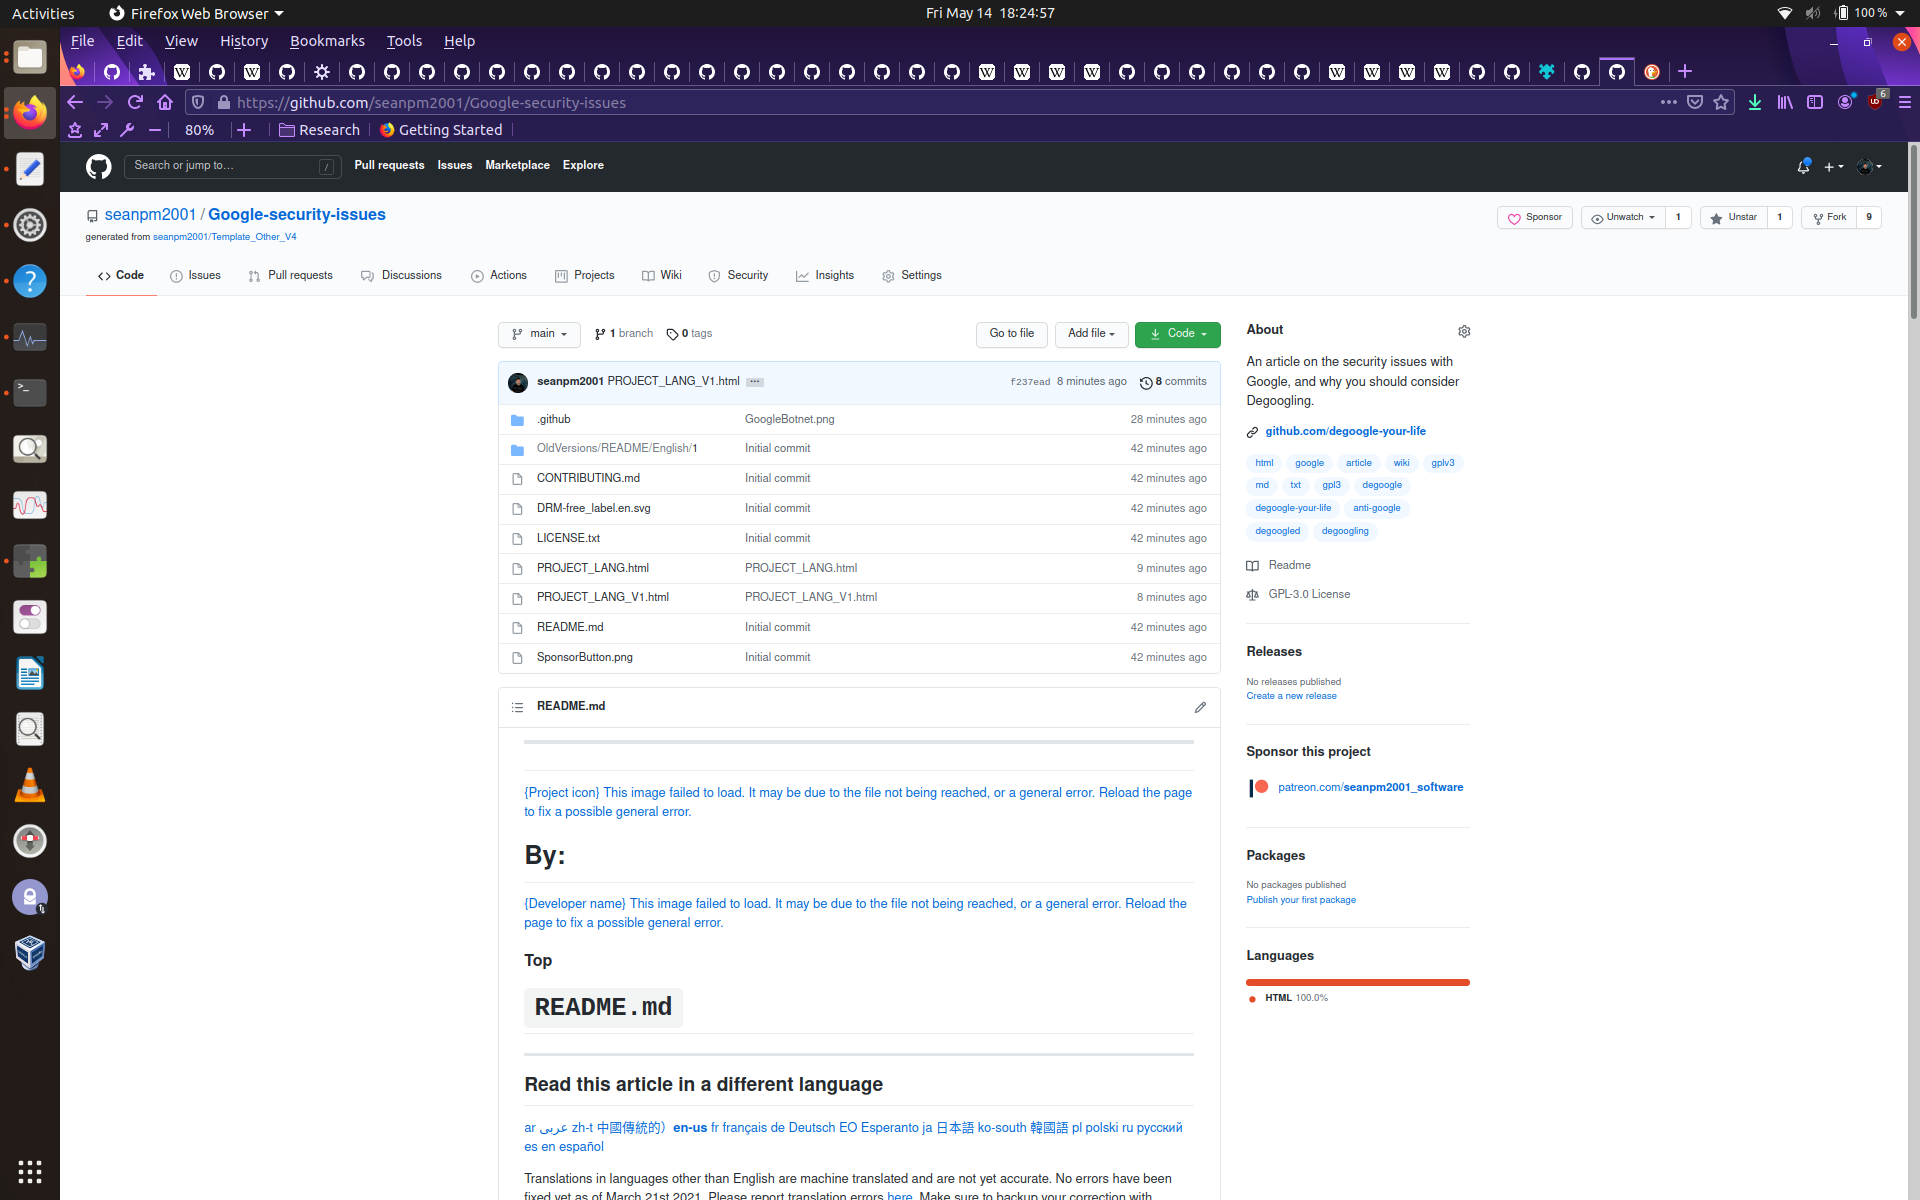 Activities Firefox Web Browser Fri May 14 18:24:57 100 %
File Edit View History Bookmarks Tools Help
https://github.com/seanpm2001/Google-security-issues 6
80% Research Getting Started
Search or jump to… / Pull requests Issues Marketplace Explore
seanpm2001 / Google-security-issues Sponsor Unwatch 1 Unstar 1 Fork 9
generated from seanpm2001/Template_Other_V4
Code Issues Pull requests Discussions Actions Projects Wiki Security Insights Settings
main 1 branch 0 tags Go to file Add file Code
seanpm2001 PROJECT_LANG_V1.html ... f237ead 8 minutes ago 8 commits
.github GoogleBotnet.png 28 minutes ago
OldVersions/README/English/1 Initial commit 42 minutes ago
CONTRIBUTING.md Initial commit 42 minutes ago
DRM-free_label.en.svg Initial commit 42 minutes ago
LICENSE.txt Initial commit 42 minutes ago
PROJECT_LANG.html PROJECT_LANG.html 9 minutes ago
PROJECT_LANG_V1.html PROJECT_LANG_V1.html 8 minutes ago
README.md Initial commit 42 minutes ago
SponsorButton.png Initial commit 42 minutes ago
README.md
{Project icon} This image failed to load. It may be due to the file not being reached, or a general error. Reload the page
to fix a possible general error.
By:
{Developer name} This image failed to load. It may be due to the file not being reached, or a general error. Reload the
page to fix a possible general error.
Top
README.md
Read this article in a different language
ar عربى zh-t 中國傳統的）en-us fr français de Deutsch EO Esperanto ja 日本語 ko-south 韓國語 pl polski ru русский
es en español
Translations in languages other than English are machine translated and are not yet accurate. No errors have been
fixed yet as of March 21st 2021. Please report translation errors here. Make sure to backup your correction with
About
An article on the security issues with
Google, and why you should consider
Degoogling.
github.com/degoogle-your-life
html google article wiki gplv3
md txt gpl3 degoogle
degoogle-your-life anti-google
degoogled degoogling
Readme
GPL-3.0 License
Releases
No releases published
Create a new release
Sponsor this project
patreon.com/seanpm2001_software
Packages
No packages published
Publish your first package
Languages
HTML 100.0%